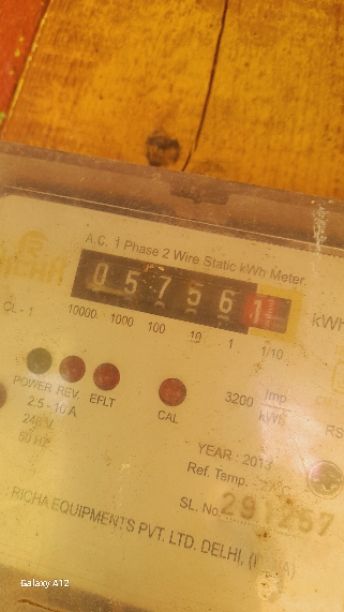 A.C. 1 Phase 2 Wire Static kWh Meter.
0 5 7 5 6 1 kWh
10000 1000 100 10 1 1/10
CL - 1
POWER REV. EFLT CAL
3200 Imp/kWh
2.5 - 10 A
240 V
50 HZ
YEARː 2013
Ref. Temp.
SL. No.
RICHA EQUIPMENTS PVT. LTD. DELHI,
Galaxy A12